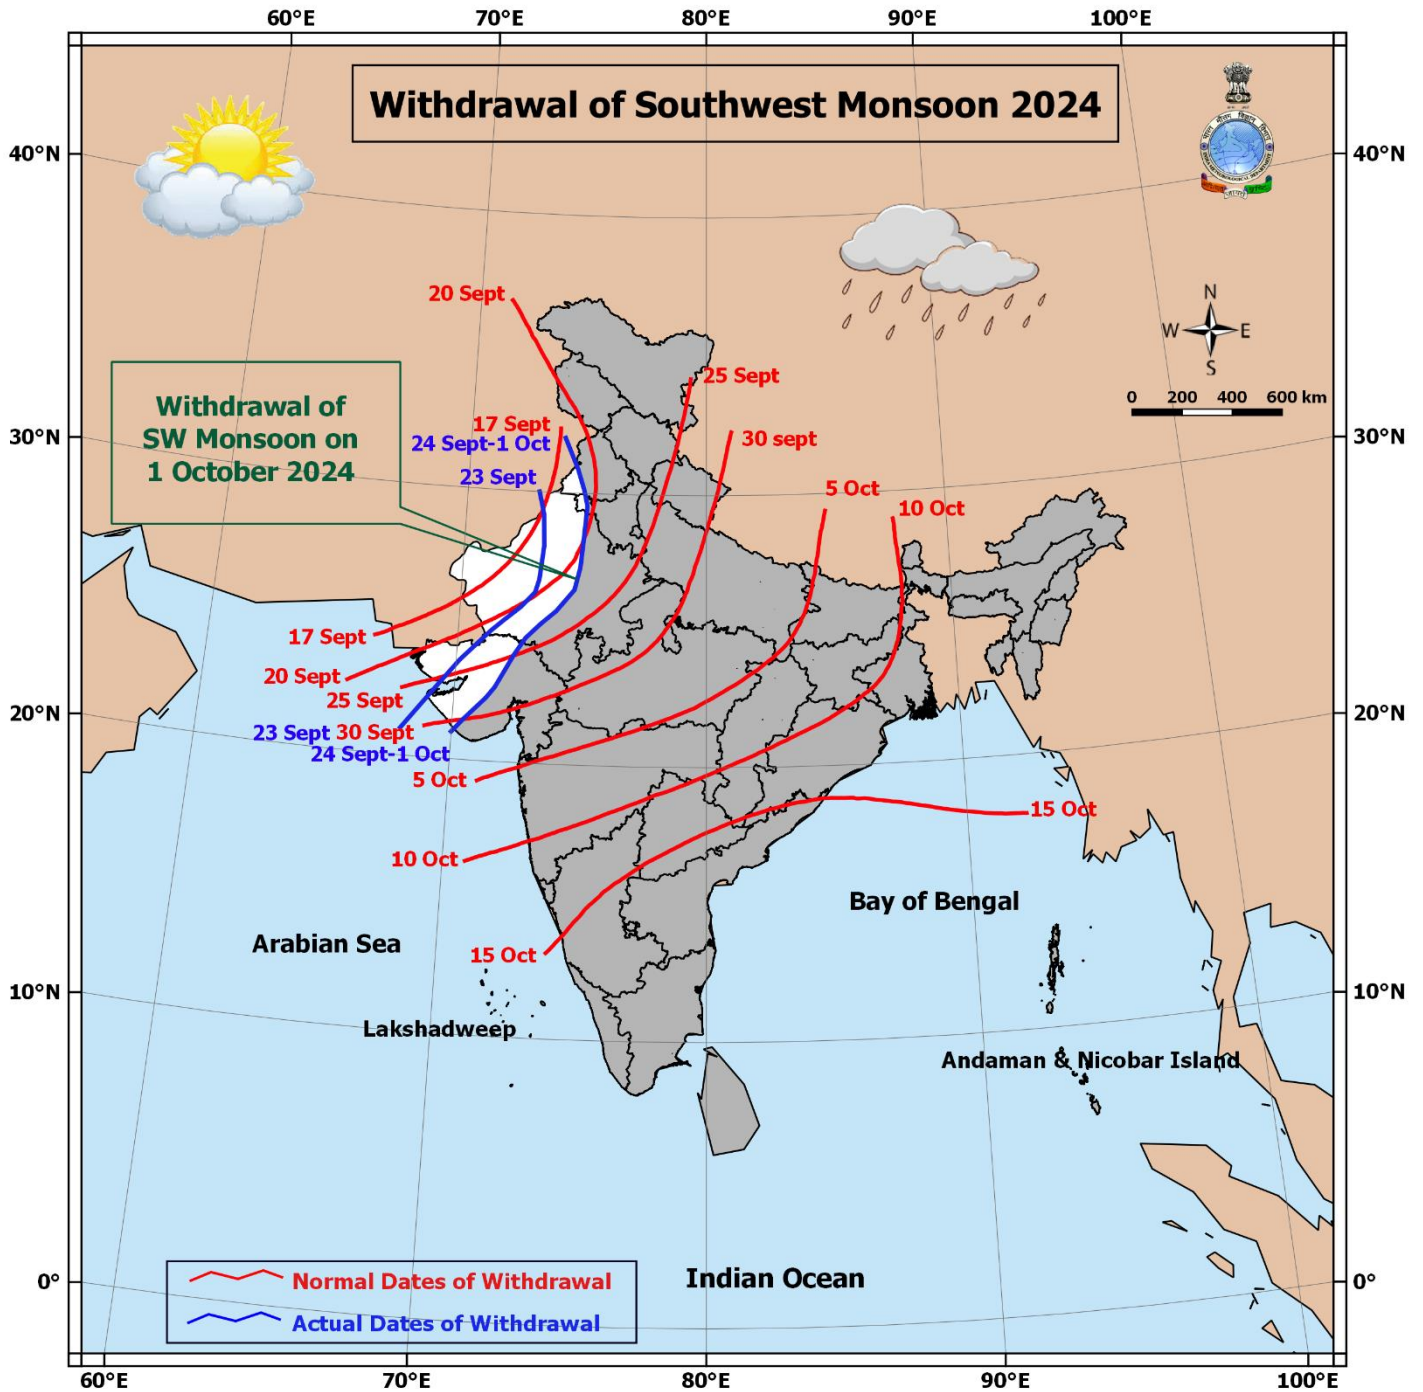 60°E 70°E 80°E 90°E 100°E
Withdrawal of Southwest Monsoon 2024
40°N 40°N
N
W E
S
20 Sept
25 Sept
Withdrawal of
SW Monsoon on
1 October 2024
0 200 400 600 km
17 Sept
24 Sept-1 Oct
30 sept
30°N 30°N
23 Sept
5 Oct
10 Oct
17 Sept
20 Sept
25 Sept
20°N 20°N
23 Sept 30 Sept
24 Sept-1 Oct
5 Oct
15 Oct
10 Oct
Bay of Bengal
Arabian Sea
15 Oct
10°N 10°N
Lakshadweep
Andaman & Nicobar Island
0° 0°
Indian Ocean
Normal Dates of Withdrawal
Actual Dates of Withdrawal
60°E 70°E 80°E 90°E 100°E